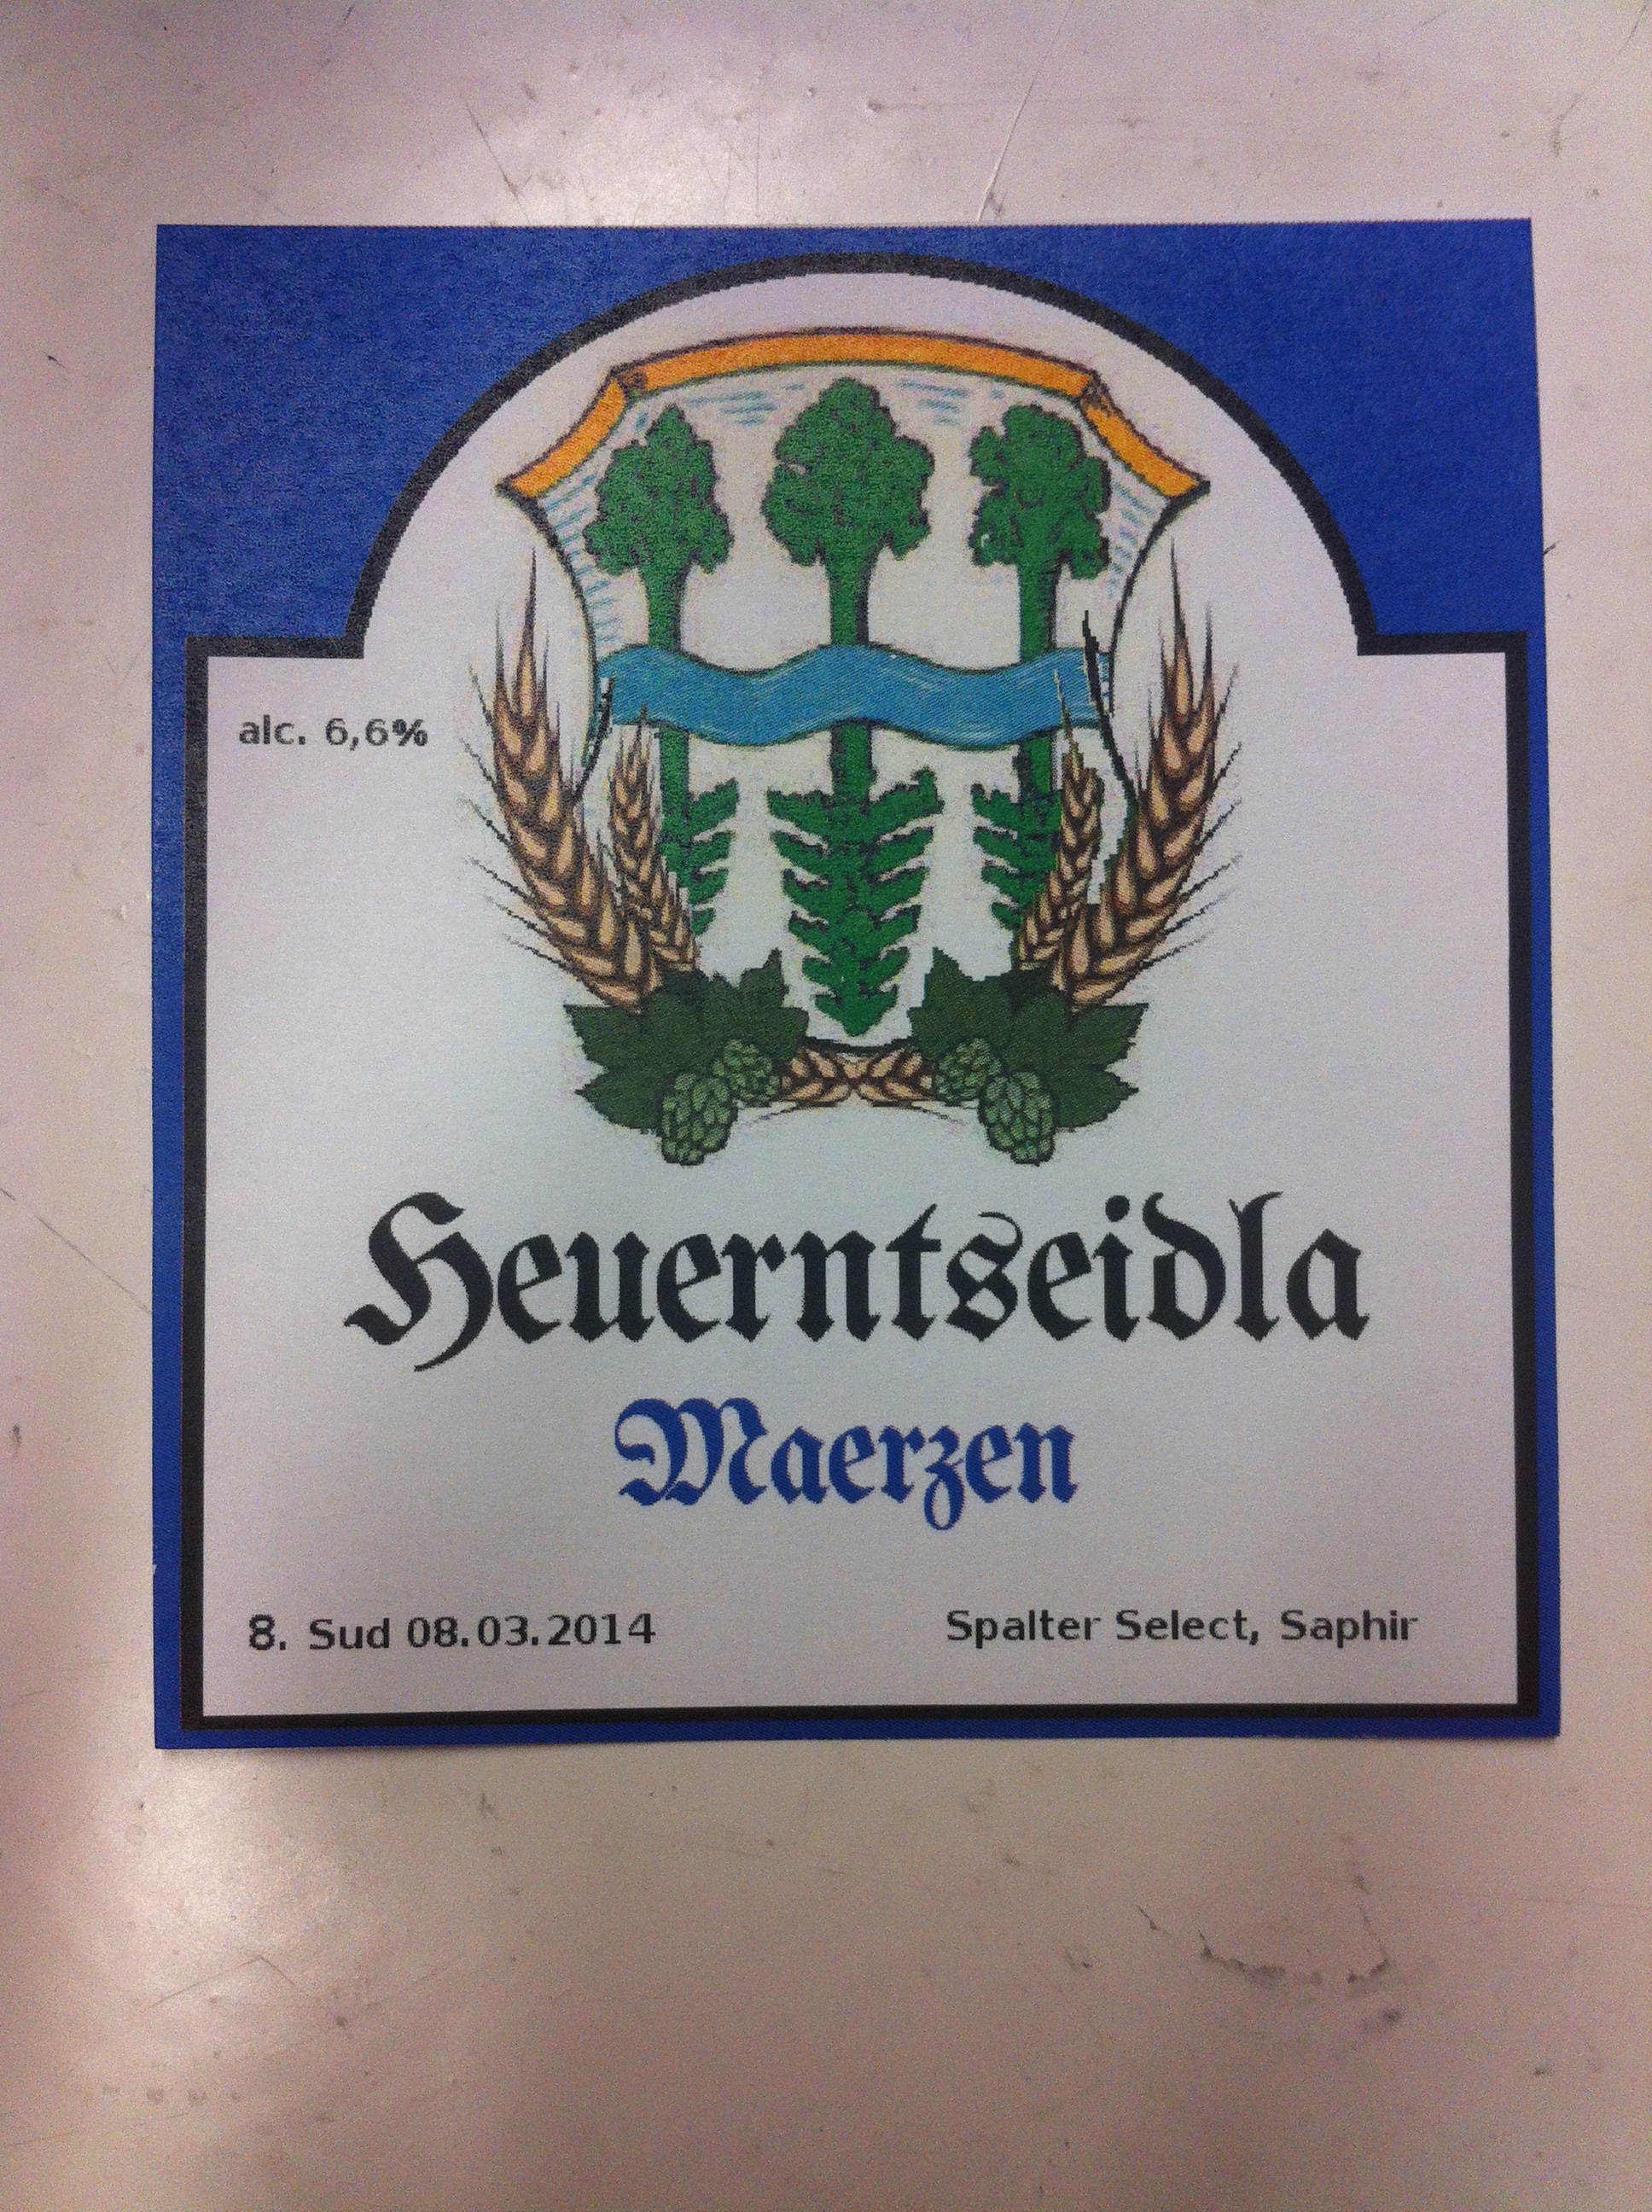 alc. 6,6%
Heuerntseidla
Maerzen
8. Sud 08.03.2014
Spalter Select, Saphir